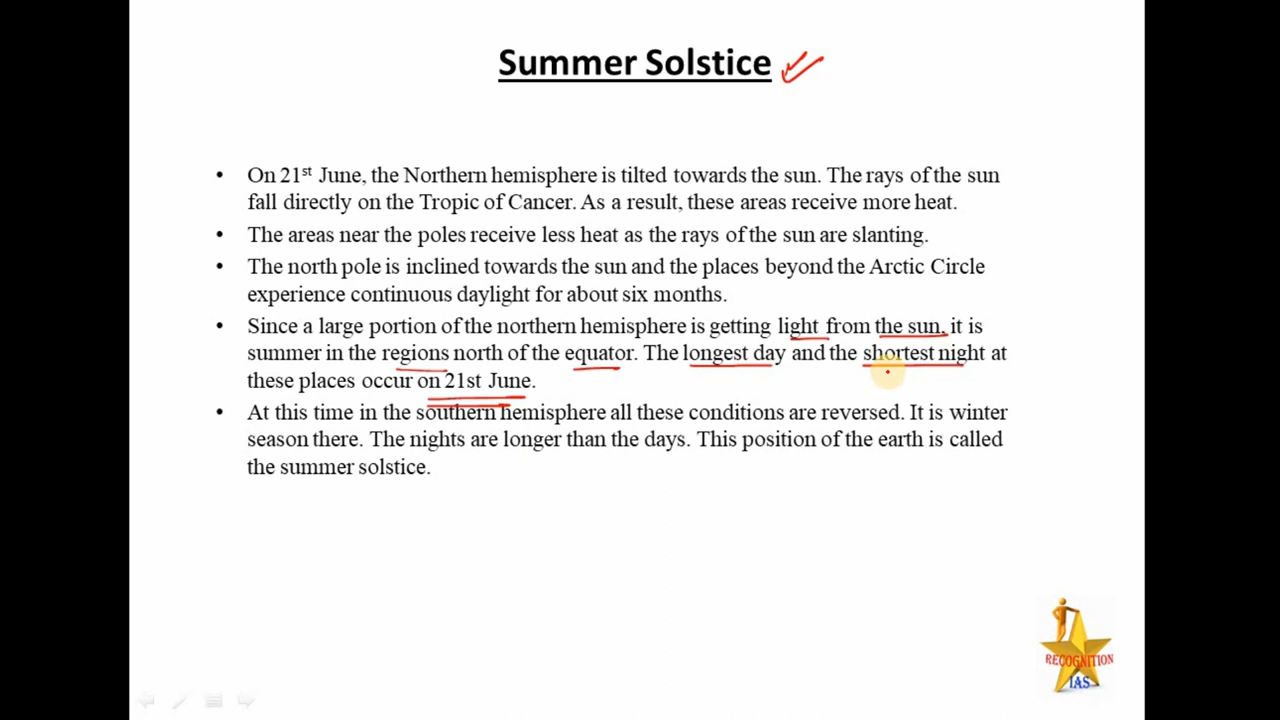 Summer Solstice
• On 21st June, the Northern hemisphere is tilted towards the sun. The rays of the sun
fall directly on the Tropic of Cancer. As a result, these areas receive more heat.
• The areas near the poles receive less heat as the rays of the sun are slanting.
• The north pole is inclined towards the sun and the places beyond the Arctic Circle
experience continuous daylight for about six months.
• Since a large portion of the northern hemisphere is getting light from the sun, it is
summer in the regions north of the equator. The longest day and the shortest night at
these places occur on 21st June.
• At this time in the southern hemisphere all these conditions are reversed. It is winter
season there. The nights are longer than the days. This position of the earth is called
the summer solstice.
RECOGNITION
IAS